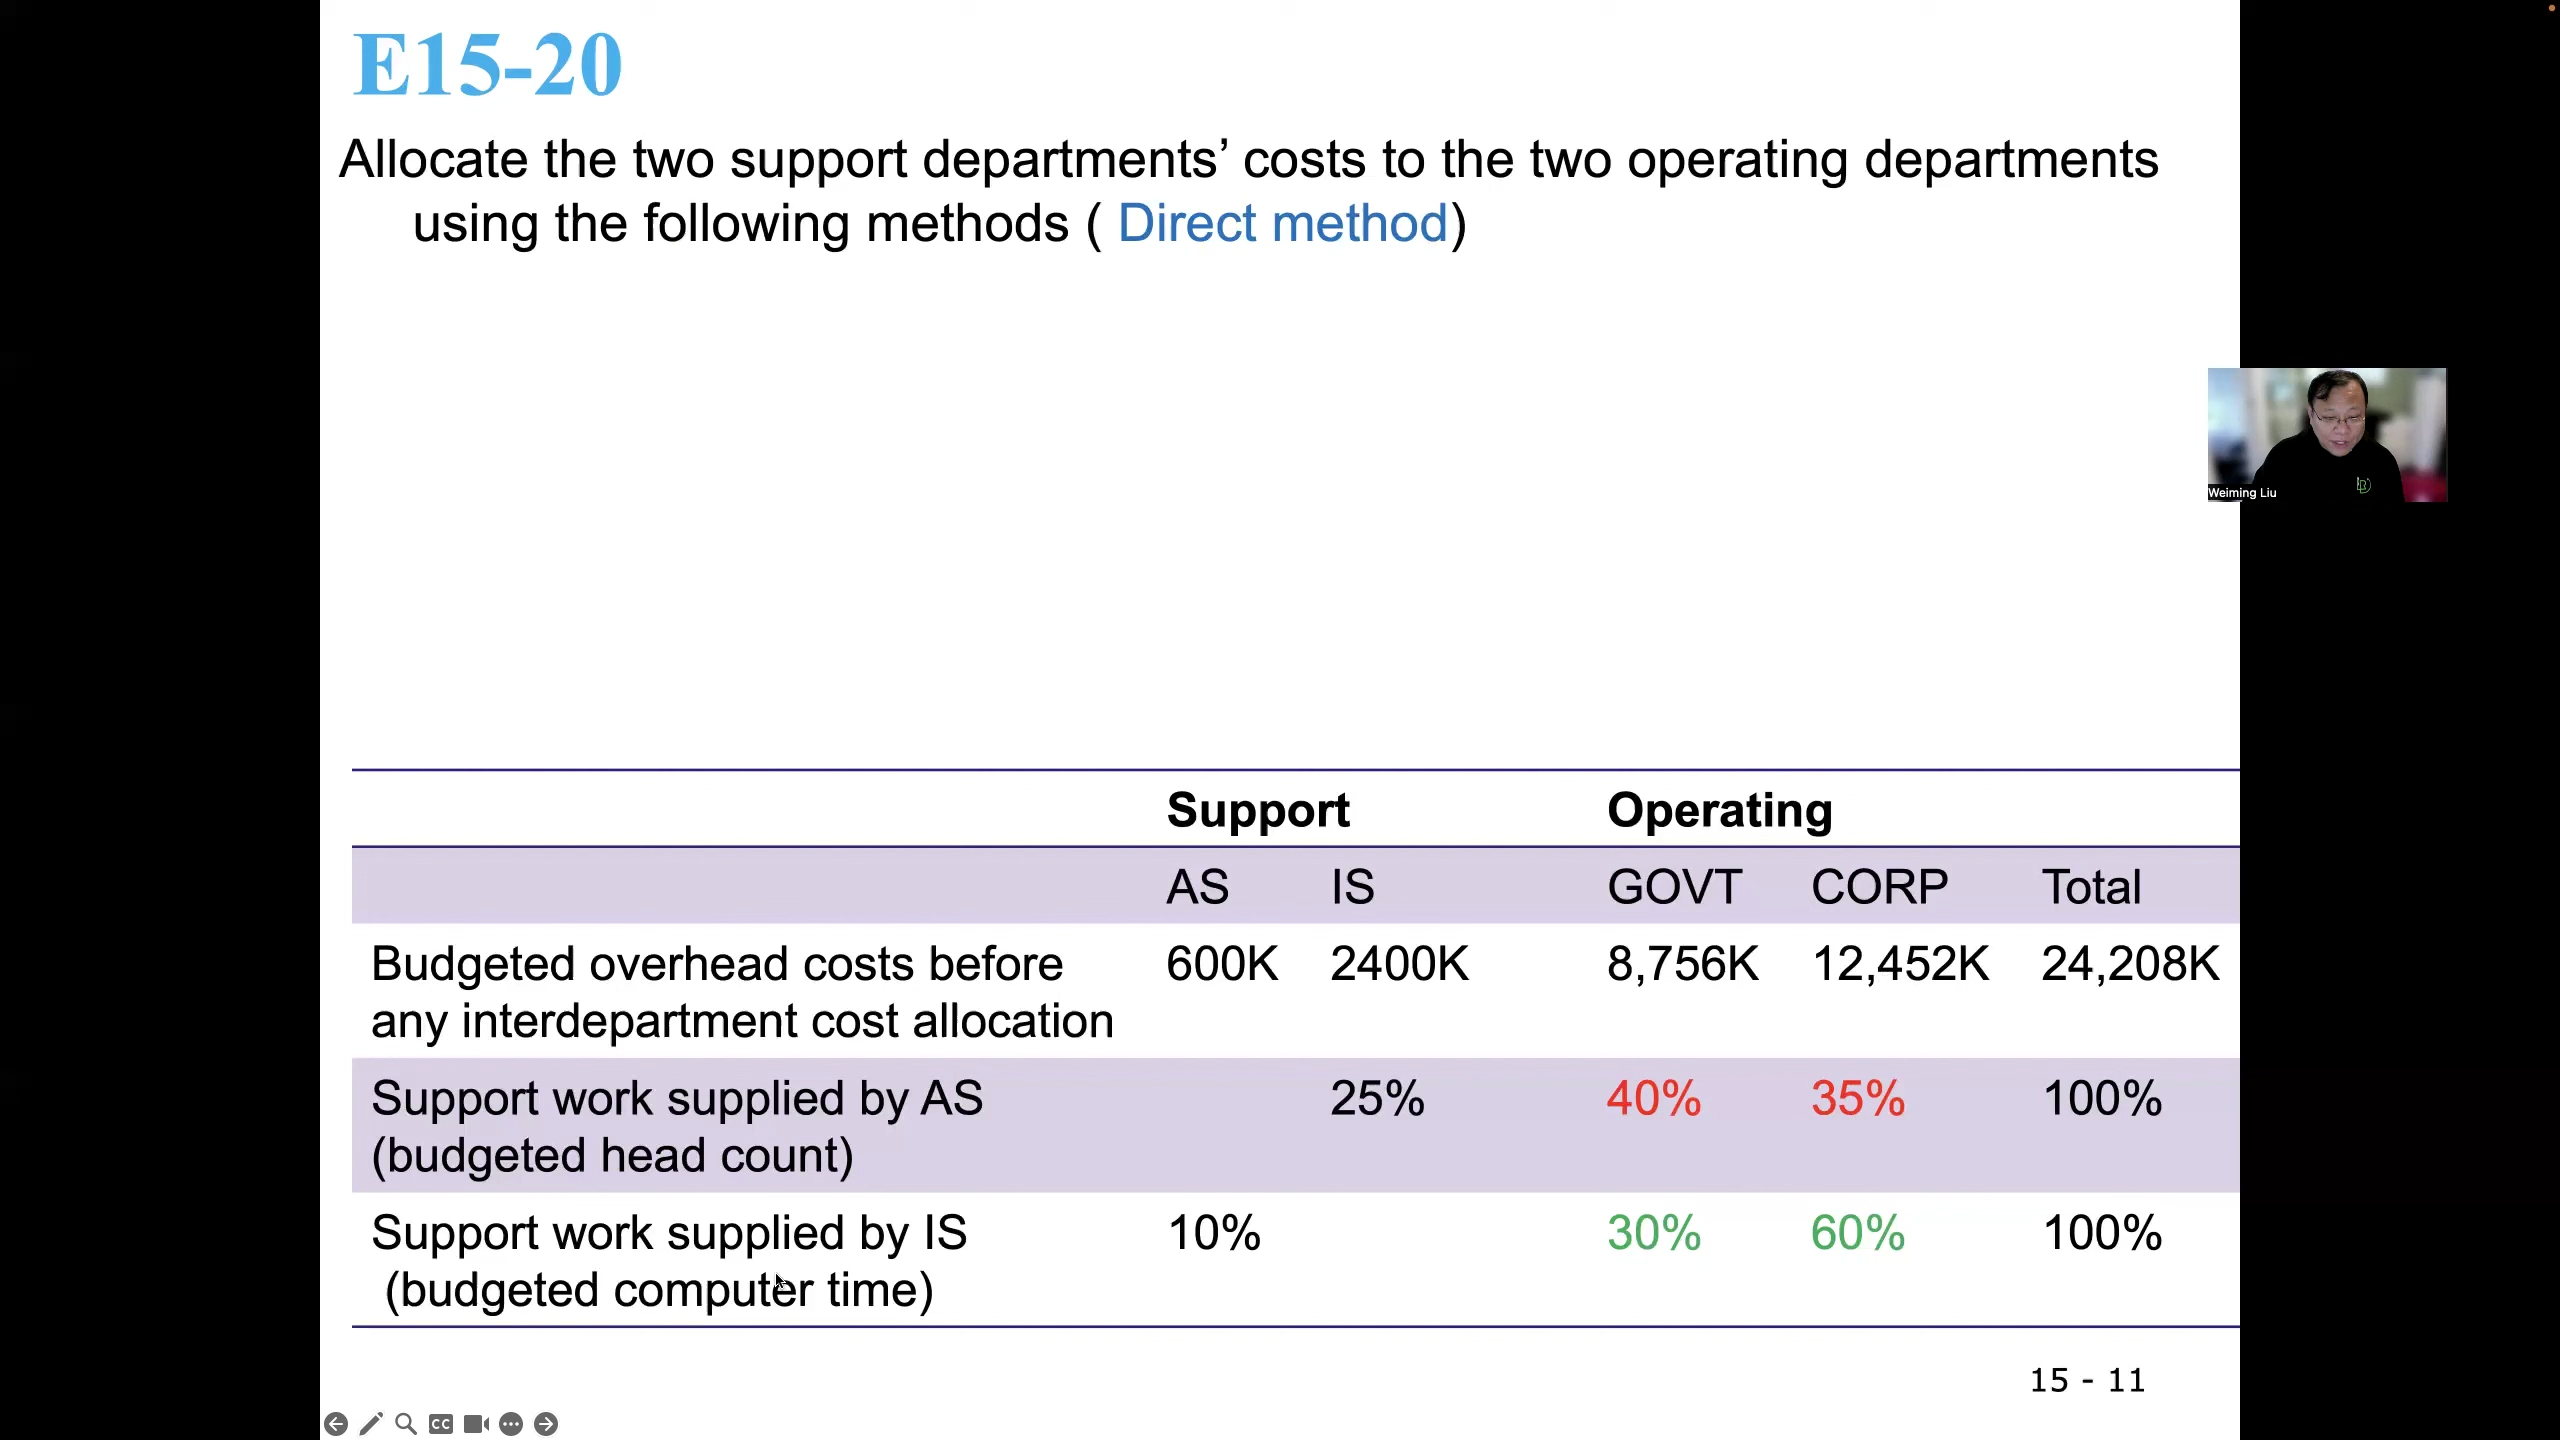 E15-20
Allocate the two support departments’ costs to the two operating departments
using the following methods ( Direct method)
Weiming Liu
Support Operating
AS IS GOVT CORP Total
Budgeted overhead costs before 600K 2400K 8,756K 12,452K 24,208K
any interdepartment cost allocation
Support work supplied by AS 25% 40% 35% 100%
(budgeted head count)
Support work supplied by IS 10% 30% 60% 100%
(budgeted computer time)
15 - 11
CC